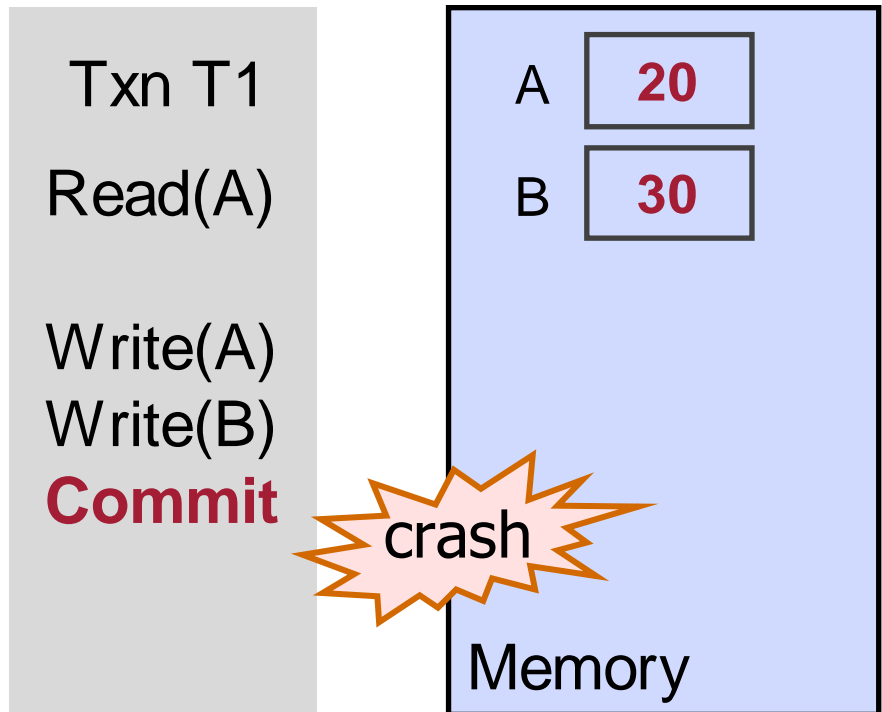 Txn T1
Read(A)
Write(A)
Write(B)
Commit
A 20
B 30
crash
Memory